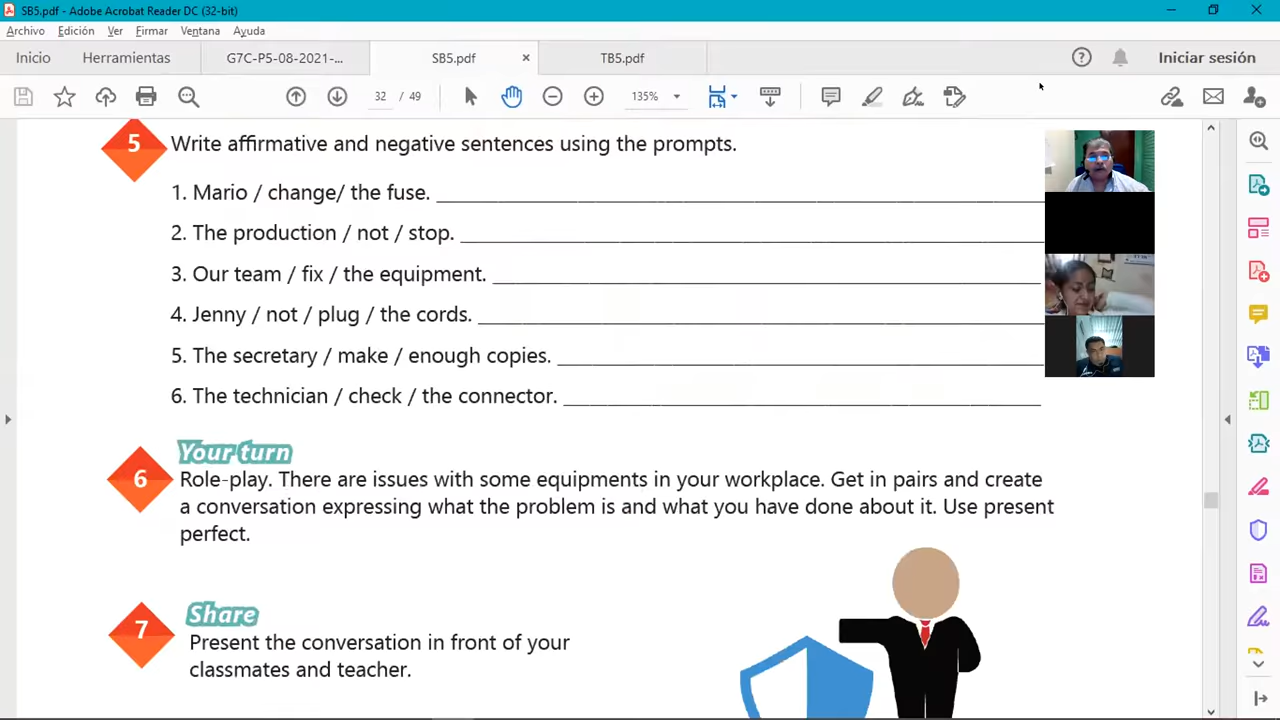 SB5.pdf - Adobe Acrobat Reader DC (32-bit)
Archivo Edición Ver Firmar Ventana Ayuda
Inicio Herramientas G7C-P5-08-2021-... SB5.pdf × TB5.pdf Iniciar sesión
32 / 49 135%
5 Write affirmative and negative sentences using the prompts.
1. Mario / change/ the fuse.
2. The production / not / stop.
3. Our team / fix / the equipment.
4. Jenny / not / plug / the cords.
5. The secretary / make / enough copies.
6. The technician / check / the connector.
Your turn
6 Role-play. There are issues with some equipments in your workplace. Get in pairs and create
a conversation expressing what the problem is and what you have done about it. Use present
perfect.
Share
7 Present the conversation in front of your
classmates and teacher.